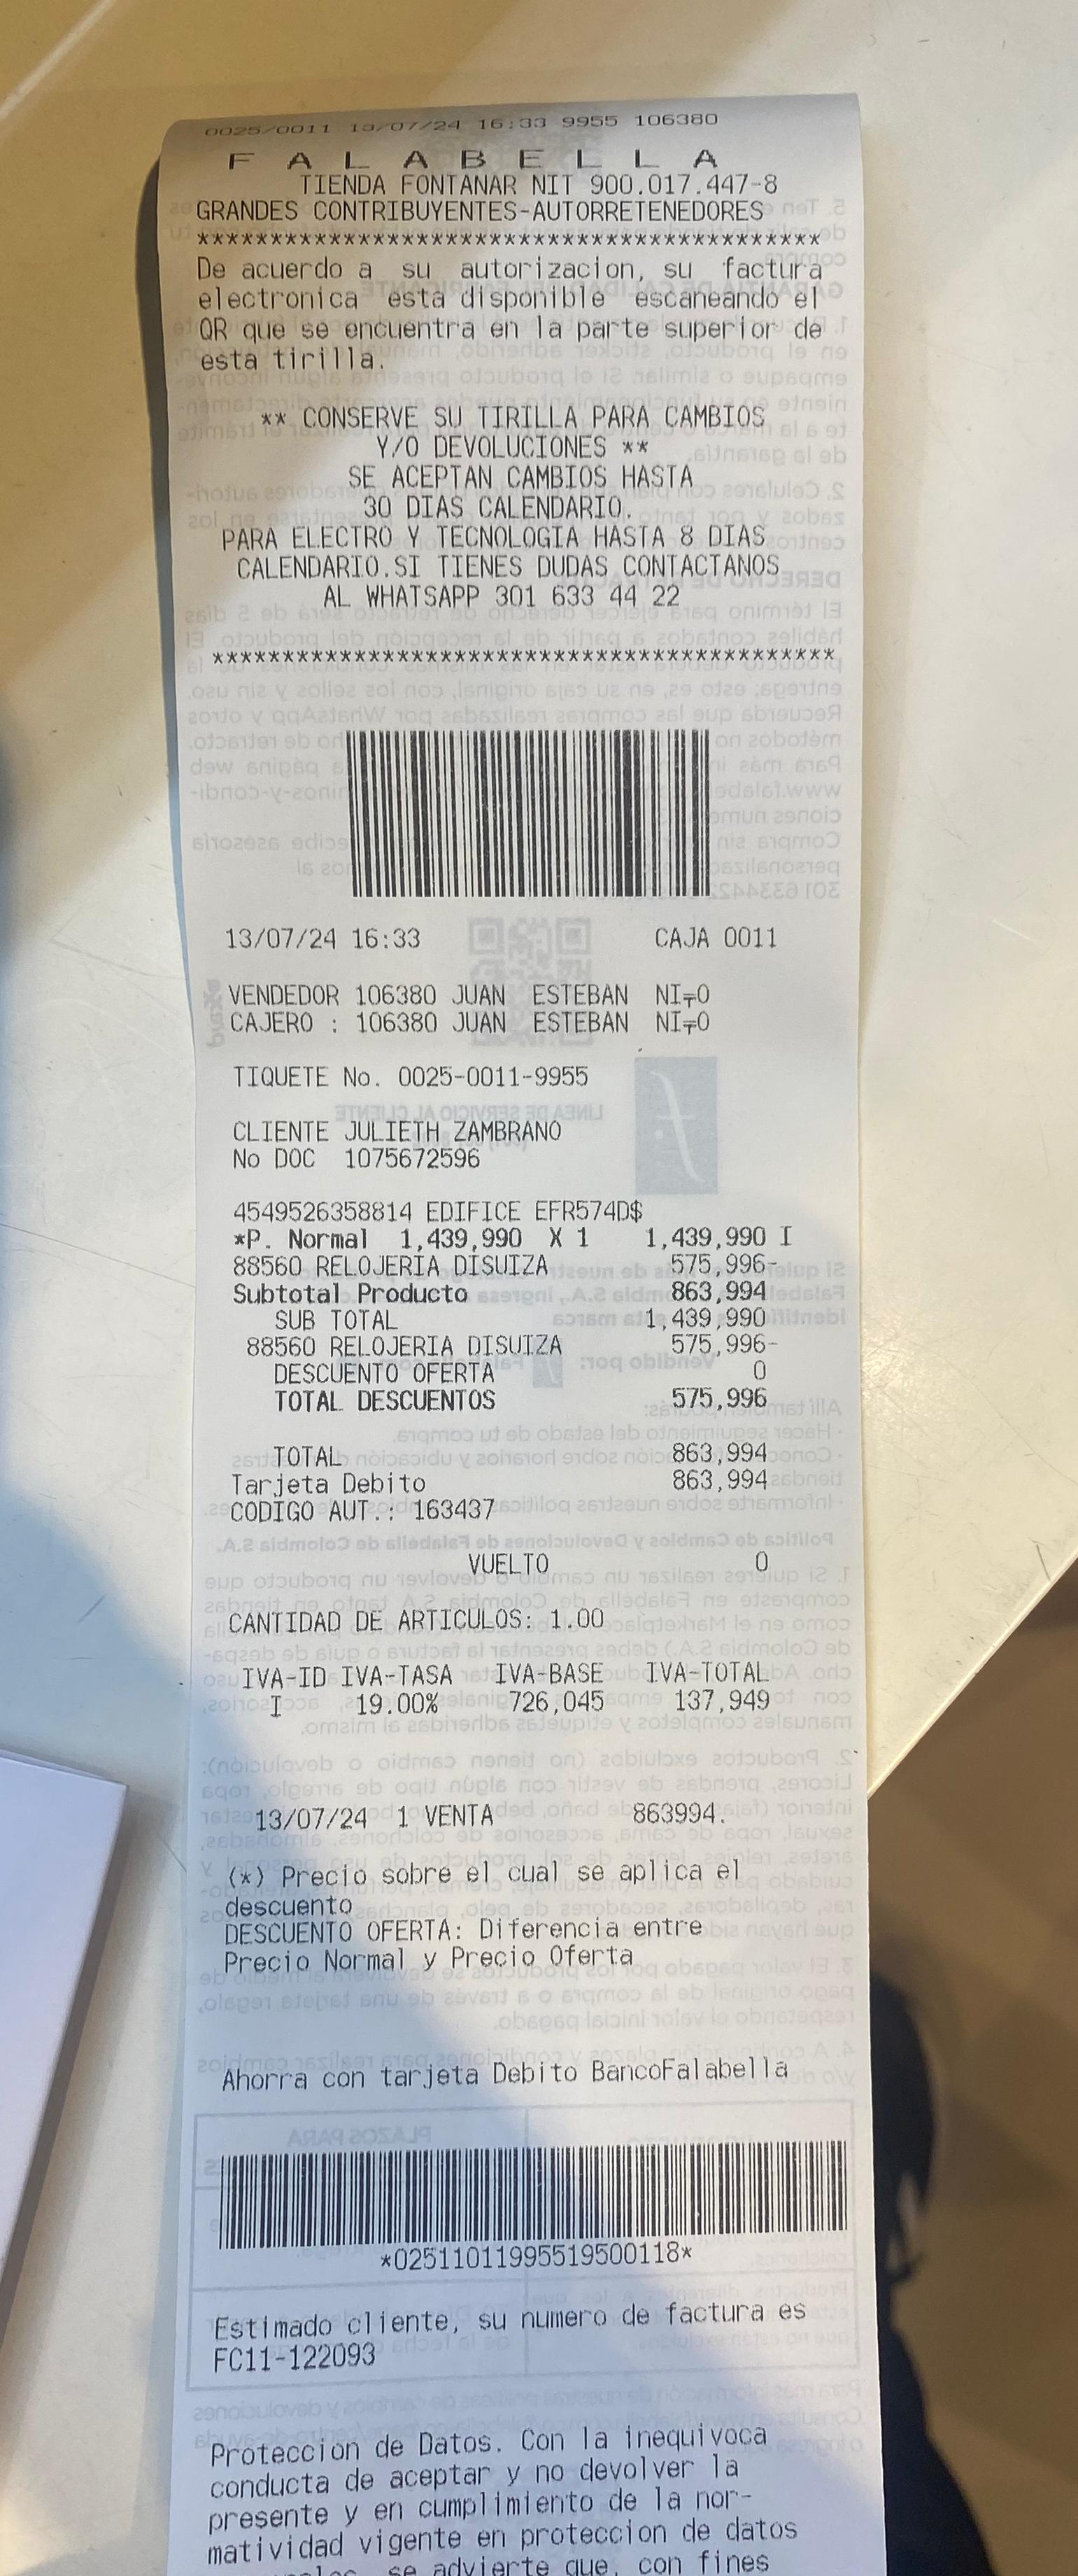 0025/0011 13/07/24 16:33 9955 106380
F A L A B E L L A
TIENDA FONTANAR NIT 900.017.447-8
GRANDES CONTRIBUYENTES-AUTORRETENEDORES
******************************************
De acuerdo a su autorizacion, su factura
electronica esta disponible escaneando el
QR que se encuentra en la parte superior de
esta tirilla.
** CONSERVE SU TIRILLA PARA CAMBIOS
Y/O DEVOLUCIONES **
SE ACEPTAN CAMBIOS HASTA
30 DIAS CALENDARIO.
PARA ELECTRO Y TECNOLOGIA HASTA 8 DIAS
CALENDARIO.SI TIENES DUDAS CONTACTANOS
AL WHATSAPP 301 633 44 22
******************************************
13/07/24 16:33 CAJA 0011
VENDEDOR 106380 JUAN ESTEBAN NI╤O
CAJERO : 106380 JUAN ESTEBAN NI╤O
TIQUETE No. 0025-0011-9955
CLIENTE JULIETH ZAMBRANO
No DOC 1075672596
4549526358814 EDIFICE EFR574D$
*P. Normal 1,439,990 X 1 1,439,990 I
88560 RELOJERIA DISUIZA 575,996-
Subtotal Producto 863,994
SUB TOTAL 1,439,990
88560 RELOJERIA DISUIZA 575,996-
DESCUENTO OFERTA 0
TOTAL DESCUENTOS 575,996
TOTAL 863,994
Tarjeta Debito 863,994
CODIGO AUT.: 163437
VUELTO 0
CANTIDAD DE ARTICULOS: 1.00
IVA-ID IVA-TASA IVA-BASE IVA-TOTAL
I 19.00% 726,045 137,949
13/07/24 1 VENTA 863994.
(*) Precio sobre el cual se aplica el
descuento
DESCUENTO OFERTA: Diferencia entre
Precio Normal y Precio Oferta
Ahorra con tarjeta Debito BancoFalabella
*02511011995519500118*
Estimado cliente, su numero de factura es
FC11-122093
Proteccion de Datos. Con la inequivoca
conducta de aceptar y no devolver la
presente y en cumplimiento de la nor-
matividad vigente en proteccion de datos
se advierte que, con fines